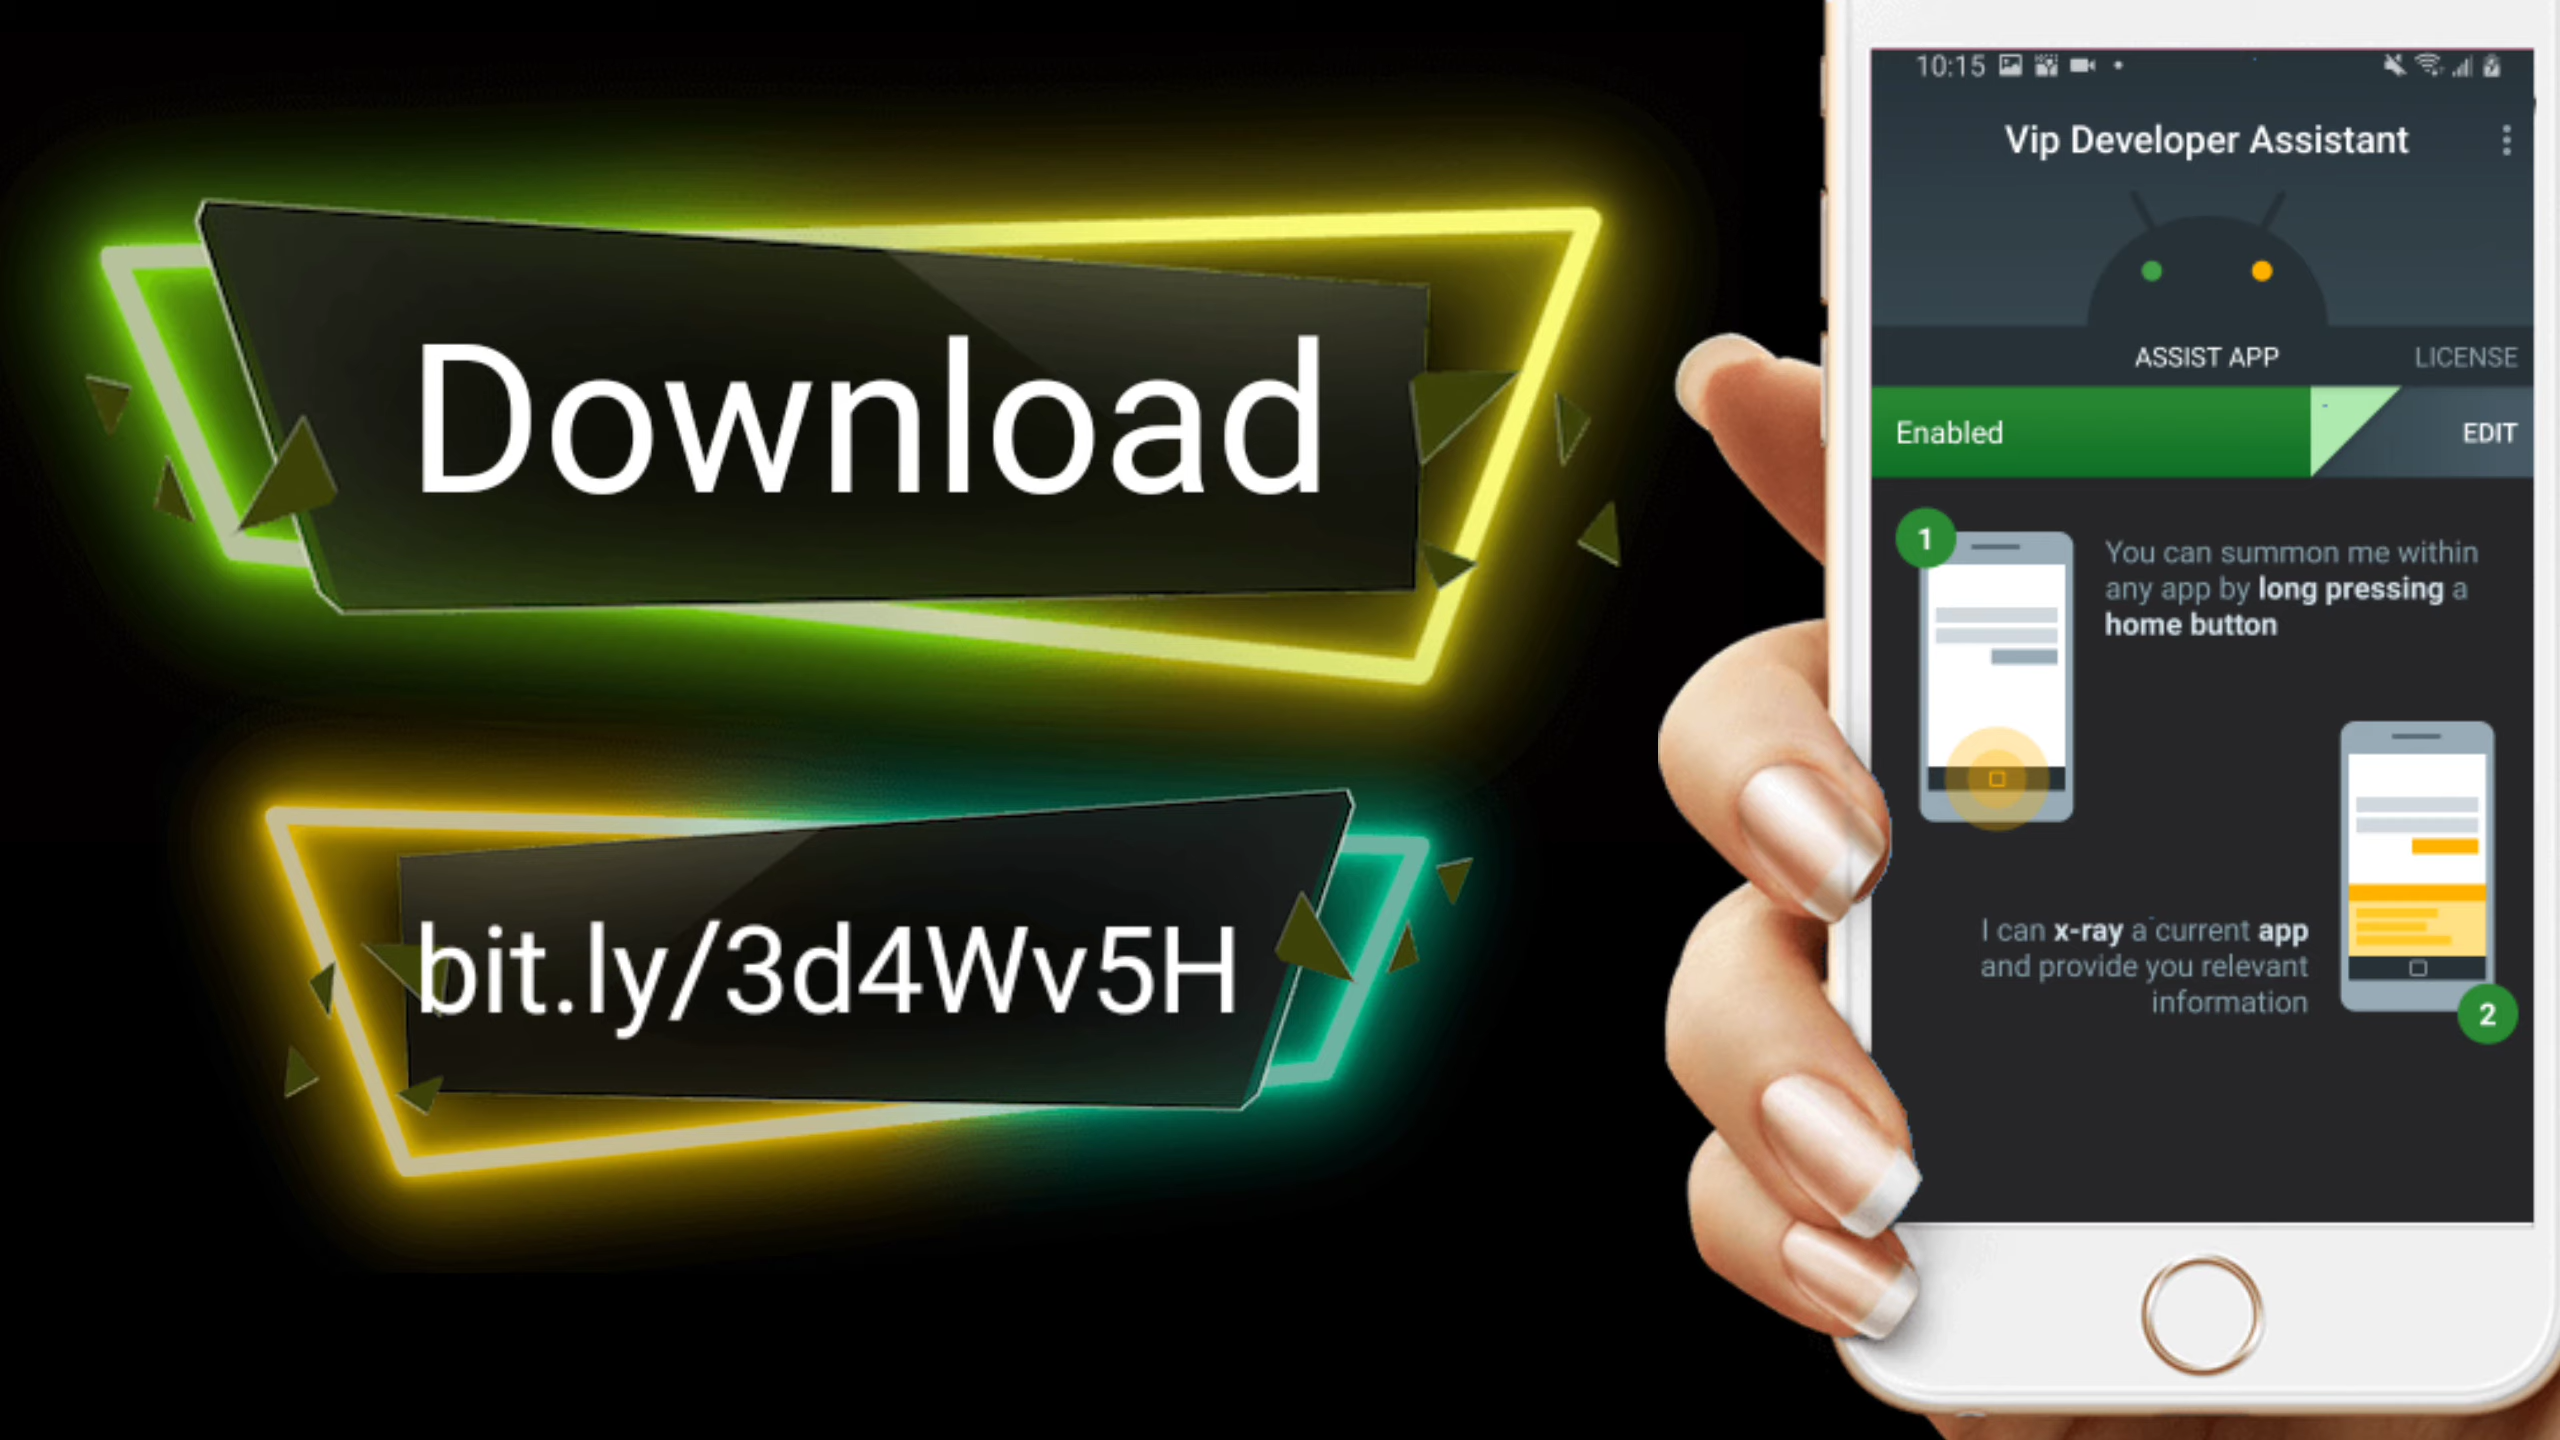 Download
bit.ly/3d4Wv5H
10:15
Vip Developer Assistant
ASSIST APP
LICENSE
Enabled
EDIT
1
You can summon me within
any app by long pressing a
home button
I can x-ray a current app
and provide you relevant
information
2